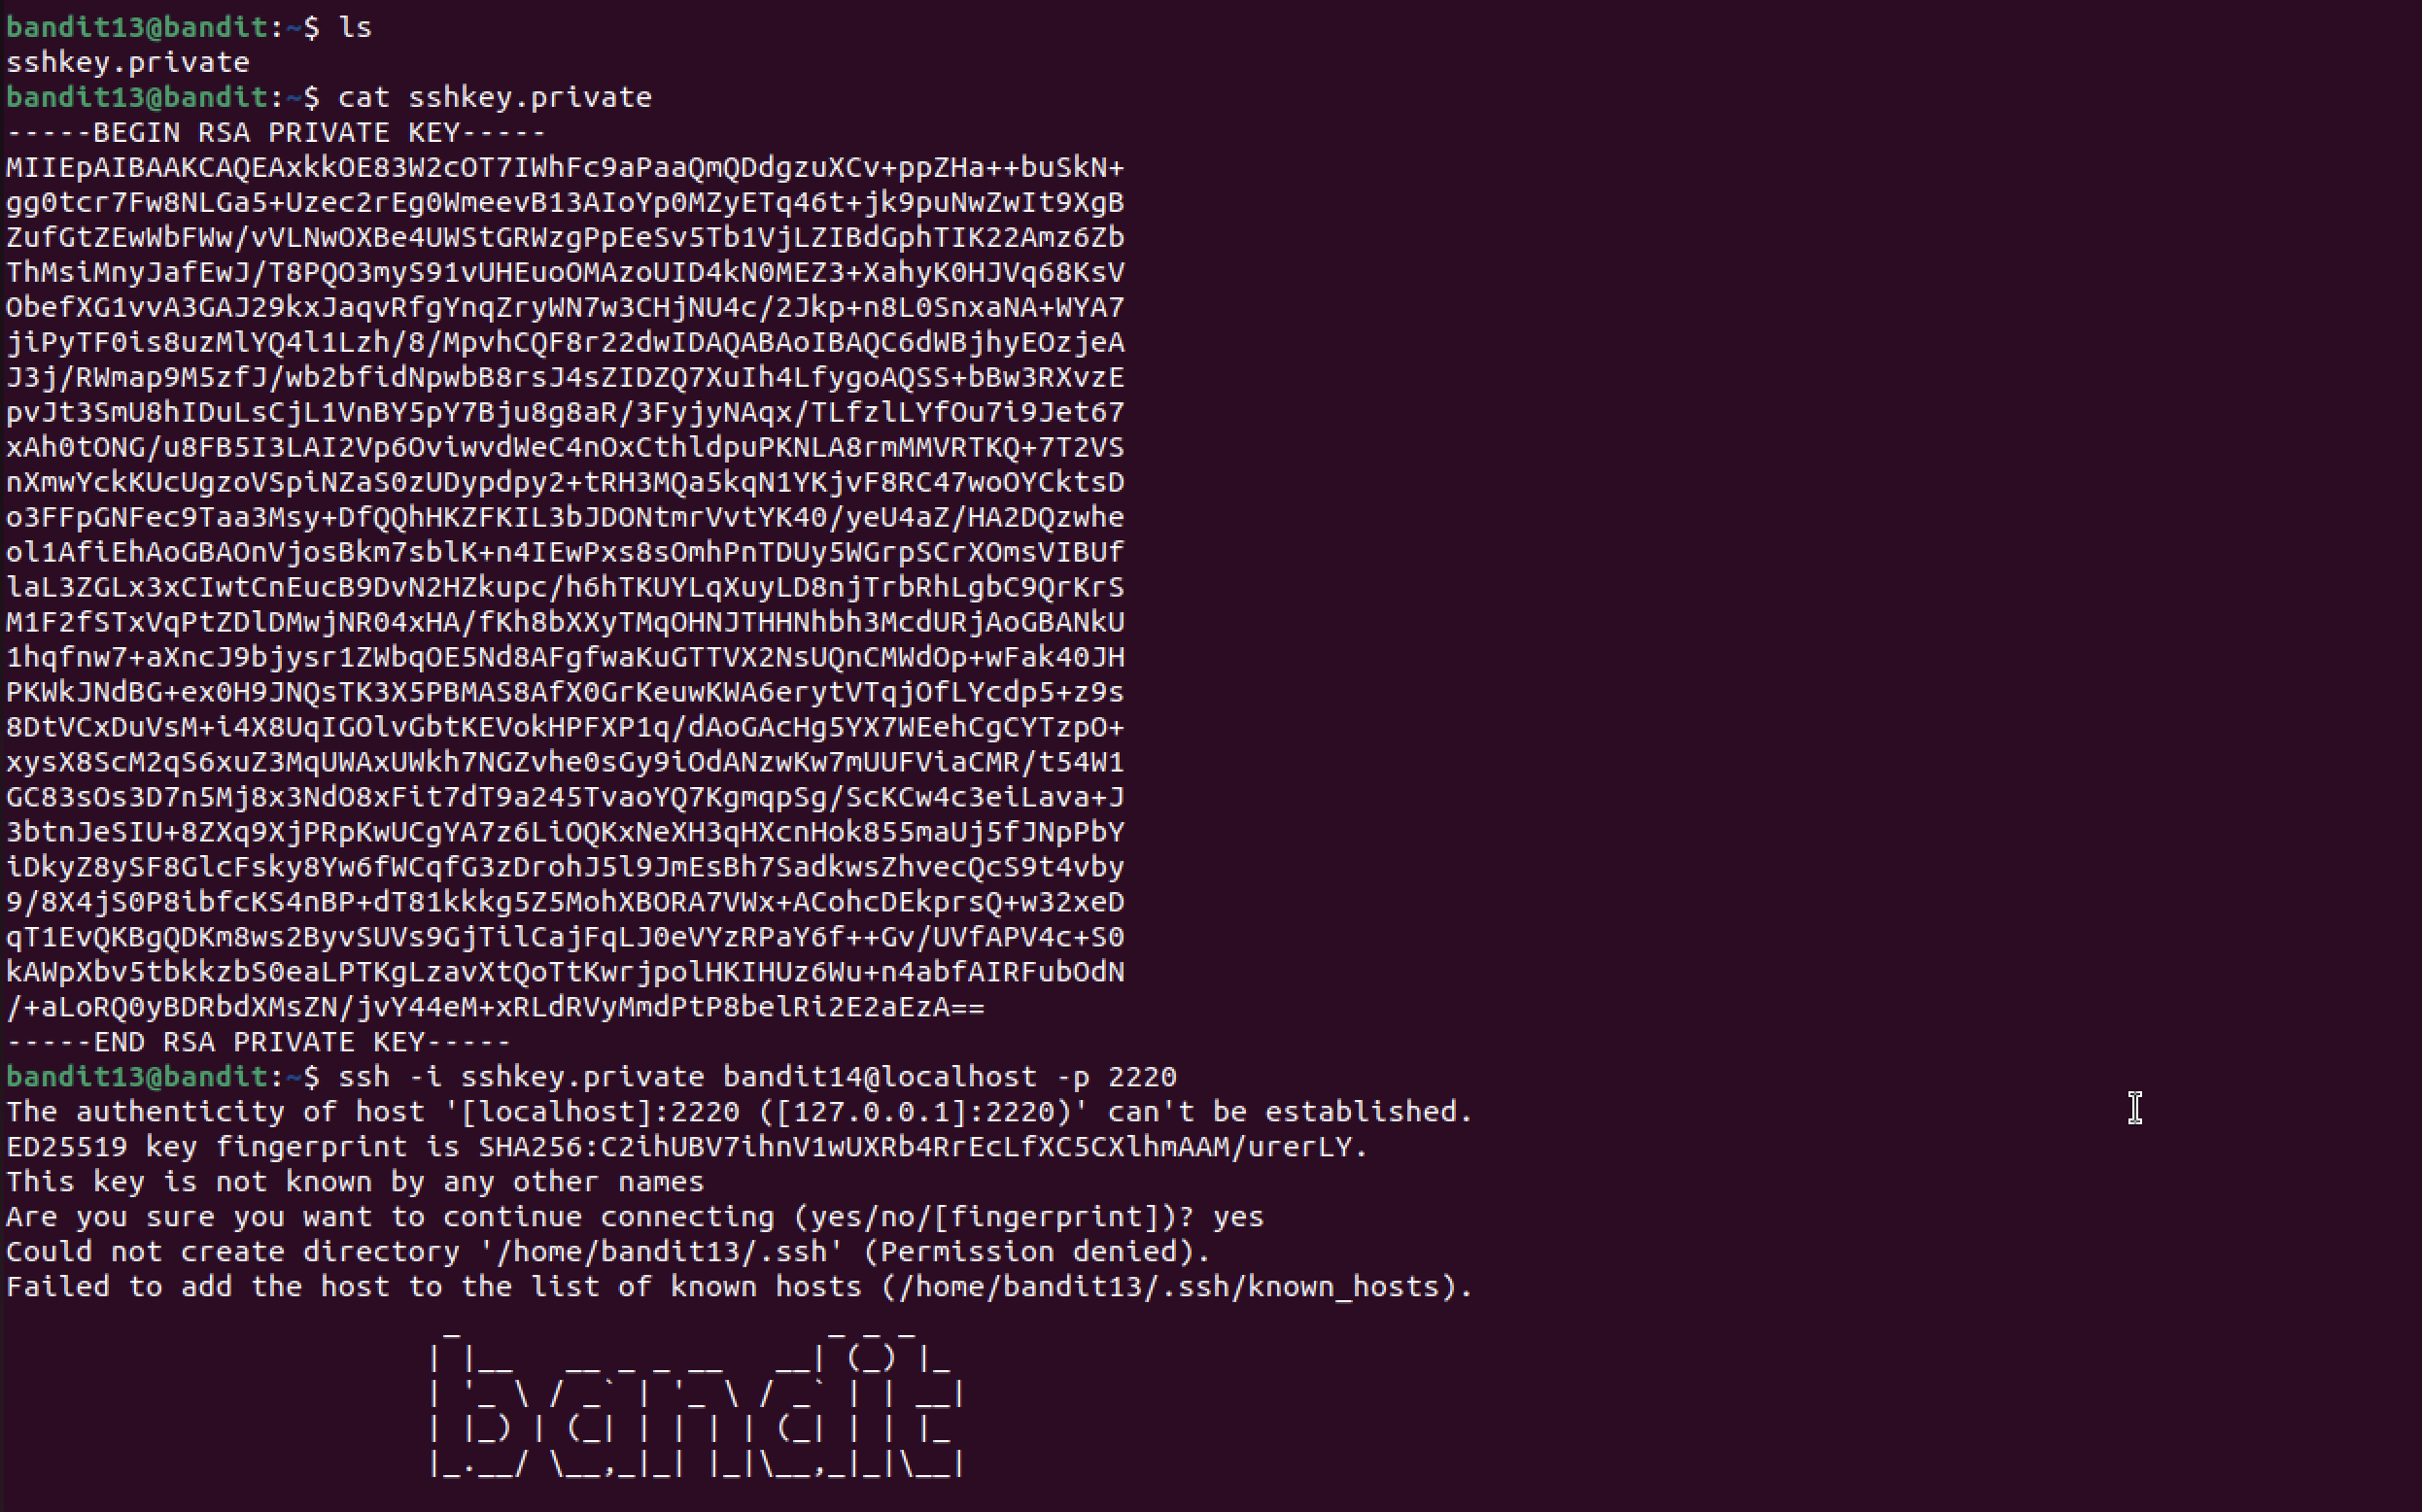 bandit13@bandit:~$ ls
sshkey.private
bandit13@bandit:~$ cat sshkey.private
-----BEGIN RSA PRIVATE KEY-----
MIIEpAIBAAKCAQEAxkkOE83W2cOT7IWhFc9aPaaQmQDdgzuXCv+ppZHa++buSkN+
gg0tcr7Fw8NLGa5+Uzec2rEg0WmeevB13AIoYp0MZyETq46t+jk9puNwZwIt9XgB
ZufGtZEwWbFWw/vVLNwOXBe4UWStGRWzgPpEeSv5Tb1VjLZIBdGphTIK22Amz6Zb
ThMsiMnyJafEwJ/T8PQO3myS91vUHEuoOMAzoUID4kN0MEZ3+XahyK0HJVq68KsV
ObefXG1vvA3GAJ29kxJaqvRfgYnqZryWN7w3CHjNU4c/2Jkp+n8L0SnxaNA+WYA7
jiPyTF0is8uzMlYQ4l1Lzh/8/MpvhCQF8r22dwIDAQABAoIBAQC6dWBjhyEOzjeA
J3j/RWmap9M5zfJ/wb2bfidNpwbB8rsJ4sZIDZQ7XuIh4LfygoAQSS+bBw3RXvzE
pvJt3SmU8hIDuLsCjL1VnBY5pY7Bju8g8aR/3FyjyNAqx/TLfzlLYfOu7i9Jet67
xAh0tONG/u8FB5I3LAI2Vp6OviwvdWeC4nOxCthldpuPKNLA8rmMMVRTKQ+7T2VS
nXmwYckKUcUgzoVSpiNZaS0zUDypdpy2+tRH3MQa5kqN1YKjvF8RC47woOYCktsD
o3FFpGNFec9Taa3Msy+DfQQhHKZFKIL3bJDONtmrVvtYK40/yeU4aZ/HA2DQzwhe
ol1AfiEhAoGBAOnVjosBkm7sblK+n4IEwPxs8sOmhPnTDUy5WGrpSCrXOmsVIBUf
laL3ZGLx3xCIwtCnEucB9DvN2HZkupc/h6hTKUYLqXuyLD8njTrbRhLgbC9QrKrS
M1F2fSTxVqPtZDlDMwjNR04xHA/fKh8bXXyTMqOHNJTHHNhbh3McdURjAoGBANkU
1hqfnw7+aXncJ9bjysr1ZWbqOE5Nd8AFgfwaKuGTTVX2NsUQnCMWdOp+wFak40JH
PKWkJNdBG+ex0H9JNQsTK3X5PBMAS8AfX0GrKeuwKWA6erytVTqjOfLYcdp5+z9s
8DtVCxDuVsM+i4X8UqIGOlvGbtKEVokHPFXP1q/dAoGAcHg5YX7WEehCgCYTzpO+
xysX8ScM2qS6xuZ3MqUWAxUWkh7NGZvhe0sGy9iOdANzwKw7mUUFViaCMR/t54W1
GC83sOs3D7n5Mj8x3NdO8xFit7dT9a245TvaoYQ7KgmqpSg/ScKCw4c3eiLava+J
3btnJeSIU+8ZXq9XjPRpKwUCgYA7z6LiOQKxNeXH3qHXcnHok855maUj5fJNpPbY
iDkyZ8ySF8GlcFsky8Yw6fWCqfG3zDrohJ5l9JmEsBh7SadkwsZhvecQcS9t4vby
9/8X4jS0P8ibfcKS4nBP+dT81kkkg5Z5MohXBORA7VWx+ACohcDEkprsQ+w32xeD
qT1EvQKBgQDKm8ws2ByvSUVs9GjTilCajFqLJ0eVYzRPaY6f++Gv/UVfAPV4c+S0
kAWpXbv5tbkkzbS0eaLPTKgLzavXtQoTtKwrjpolHKIHUz6Wu+n4abfAIRFubOdN
/+aLoRQ0yBDRbdXMsZN/jvY44eM+xRLdRVyMmdPtP8belRi2E2aEzA==
-----END RSA PRIVATE KEY-----
bandit13@bandit:~$ ssh -i sshkey.private bandit14@localhost -p 2220
The authenticity of host '[localhost]:2220 ([127.0.0.1]:2220)' can't be established.
ED25519 key fingerprint is SHA256:C2ihUBV7ihnV1wUXRb4RrEcLfXC5CXlhmAAM/urerLY.
This key is not known by any other names
Are you sure you want to continue connecting (yes/no/[fingerprint])? yes
Could not create directory '/home/bandit13/.ssh' (Permission denied).
Failed to add the host to the list of known hosts (/home/bandit13/.ssh/known_hosts).
bandit